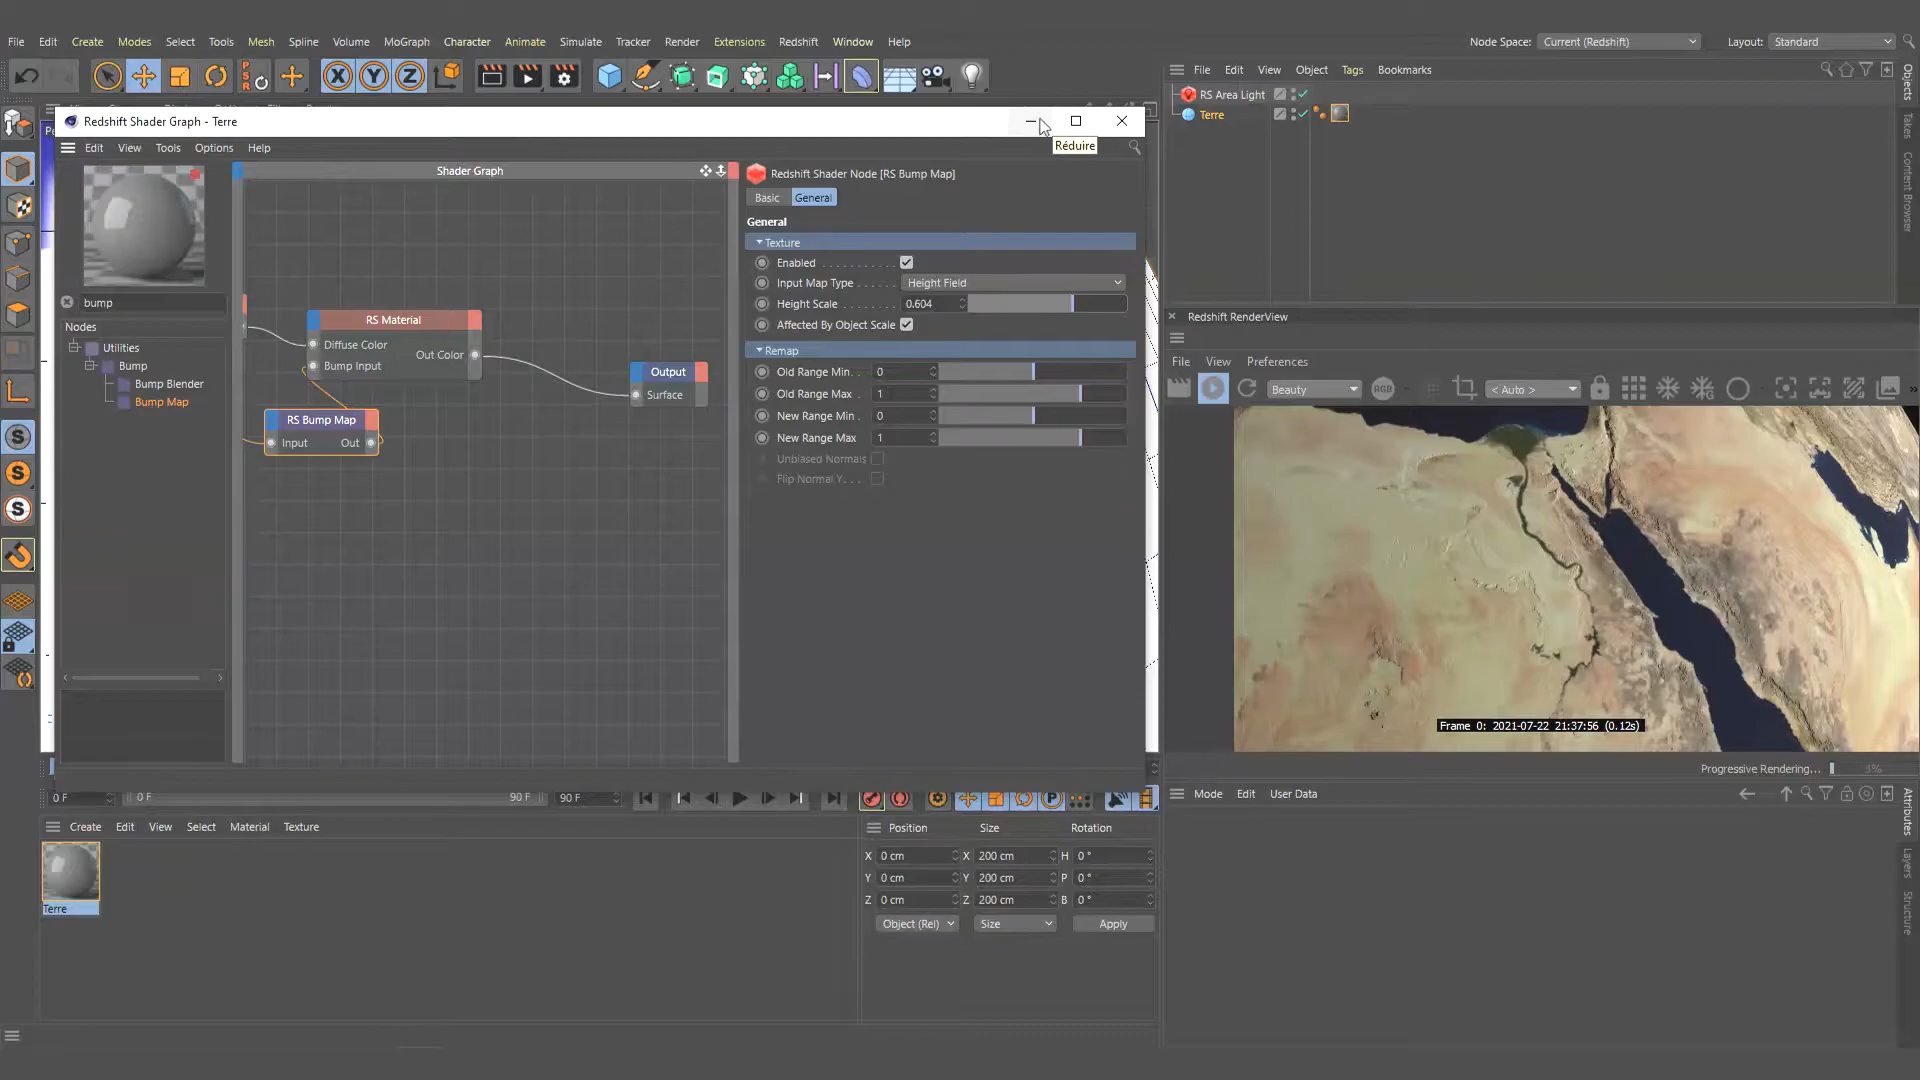 File Edit Create Modes Select Tools Mesh Spline Volume MoGraph Character Animate Simulate Tracker Render Extensions Redshift Window Help
Node Space: Current (Redshift) Layout: Standard
File Edit View Object Tags Bookmarks
RS Area Light
Terre
Objects
Takes
Content Browser
Redshift Shader Graph - Terre
Réduire
Edit View Tools Options Help
bump
Nodes
Utilities
Bump
Bump Blender
Bump Map
Shader Graph
RS Material
Diffuse Color
Out Color
Bump Input
RS Bump Map
Input Out
Output
Surface
Redshift Shader Node [RS Bump Map]
Basic General
General
Texture
Enabled
Input Map Type Height Field
Height Scale 0.604
Affected By Object Scale
Remap
Old Range Min 0
Old Range Max 1
New Range Min 0
New Range Max 1
Unbiased Normals
Flip Normal Y
Redshift RenderView
File View Preferences
Beauty RGB < Auto >
Frame 0: 2021-07-22 21:37:56 (0.12s)
Progressive Rendering... 3%
0 F 0 F 90 F 90 F
Create Edit View Select Material Texture
Terre
Position Size Rotation
X 0 cm X 200 cm H 0 °
Y 0 cm Y 200 cm P 0 °
Z 0 cm Z 200 cm B 0 °
Object (Rel) Size Apply
Mode Edit User Data
Attributes
Layers
Structure